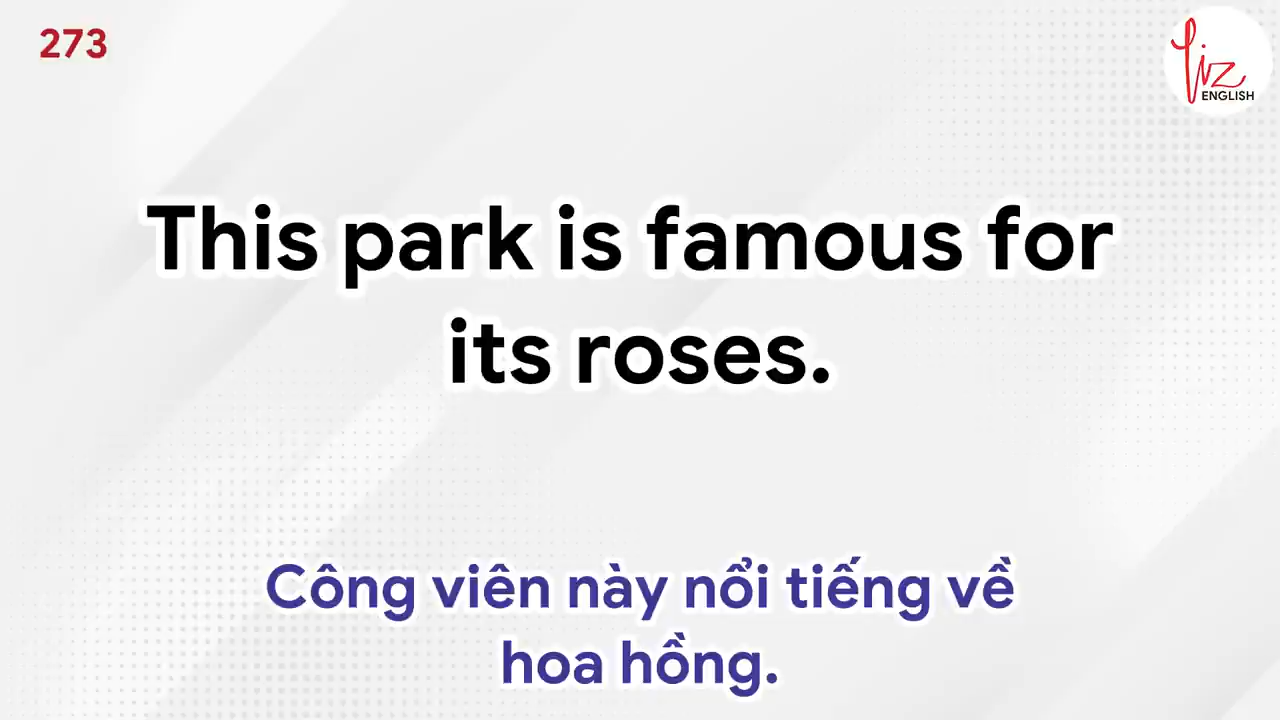 273
Liz
ENGLISH
This park is famous for
its roses.
Công viên này nổi tiếng về
hoa hồng.